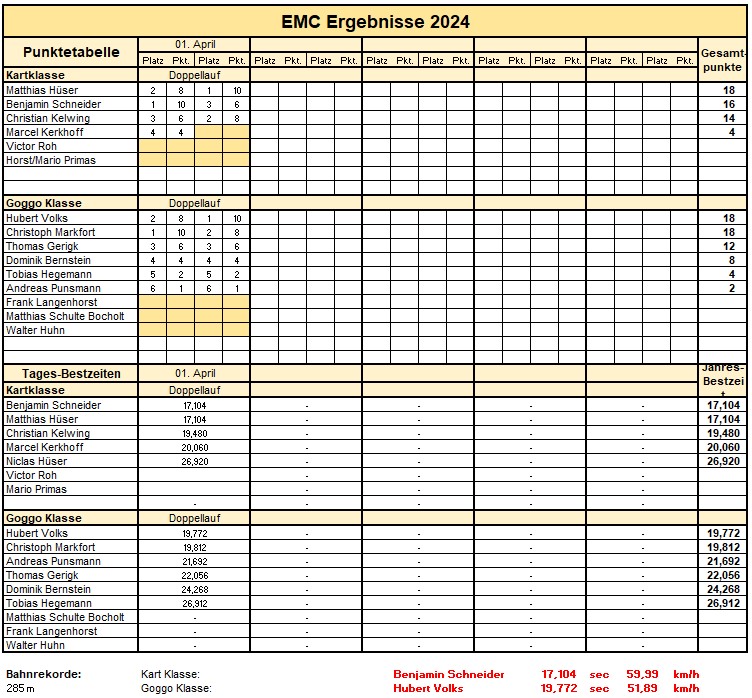 EMC Ergebnisse 2024
Punktetabelle 01. April Gesamt-punkte
Platz Pkt. Platz Pkt. Platz Pkt. Platz Pkt. Platz Pkt. Platz Pkt. Platz Pkt. Platz Pkt. Platz Pkt. Platz Pkt.
Kartklasse Doppellauf
Matthias Hüser 2 8 1 10 18
Benjamin Schneider 1 10 3 6 16
Christian Kelwing 3 6 2 8 14
Marcel Kerkhoff 4 4 4
Victor Roh
Horst/Mario Primas
Goggo Klasse Doppellauf
Hubert Volks 2 8 1 10 18
Christoph Markfort 1 10 2 8 18
Thomas Gerigk 3 6 3 6 12
Dominik Bernstein 4 4 4 4 8
Tobias Hegemann 5 2 5 2 4
Andreas Punsmann 6 1 6 1 2
Frank Langenhorst
Matthias Schulte Bocholt
Walter Huhn
Tages-Bestzeiten 01. April Jahres-Bestzeit
Kartklasse Doppellauf
Benjamin Schneider 17,104 - - - - 17,104
Matthias Hüser 17,104 - - - - 17,104
Christian Kelwing 19,480 - - - - 19,480
Marcel Kerkhoff 20,060 - - - - 20,060
Niclas Hüser 26,920 - - - - 26,920
Victor Roh - - - -
Mario Primas - - - -
- - - - -
Goggo Klasse Doppellauf
Hubert Volks 19,772 - - - - 19,772
Christoph Markfort 19,812 - - - - 19,812
Andreas Punsmann 21,692 - - - - 21,692
Thomas Gerigk 22,056 - - - - 22,056
Dominik Bernstein 24,268 - - - - 24,268
Tobias Hegemann 26,912 - - - - 26,912
Matthias Schulte Bocholt - - - - -
Frank Langenhorst - - - - -
Walter Huhn - - - - -
Bahnrekorde: Kart Klasse: Benjamin Schneider 17,104 sec 59,99 km/h
285 m Goggo Klasse: Hubert Volks 19,772 sec 51,89 km/h